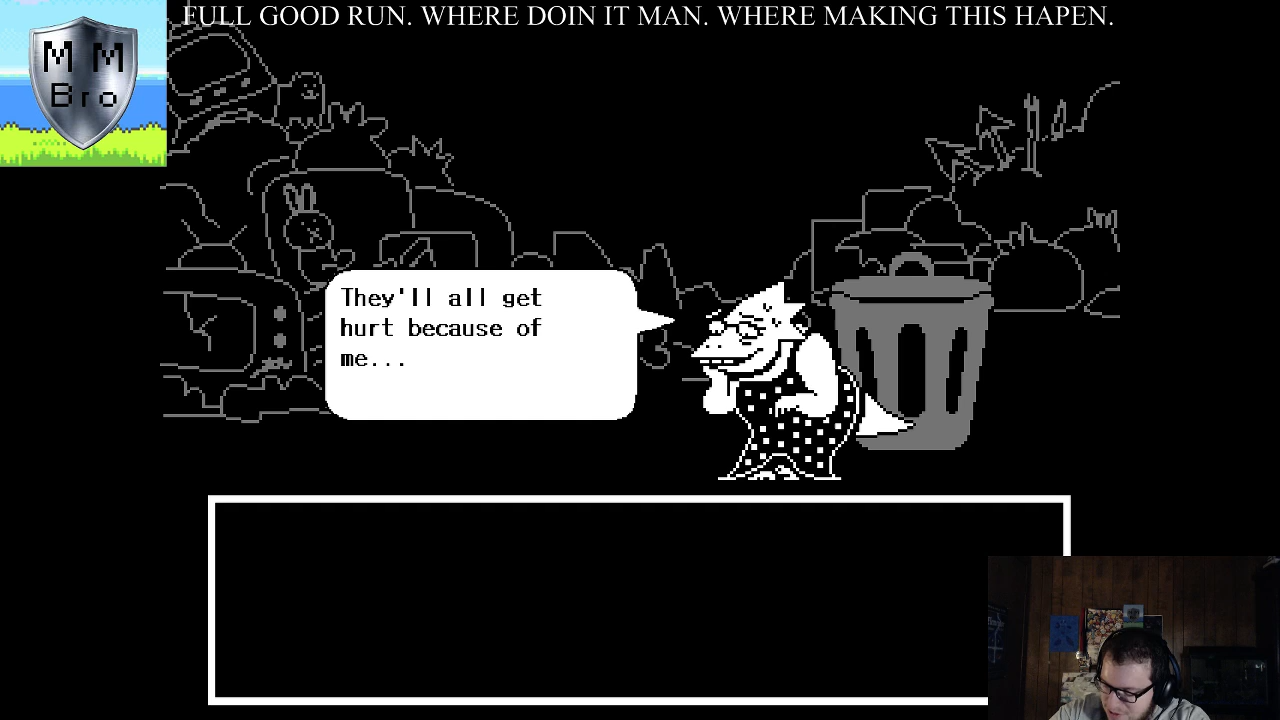 FULL GOOD RUN. WHERE DOIN IT MAN. WHERE MAKING THIS HAPEN.
M M
Bro
They'll all get
hurt because of
me...